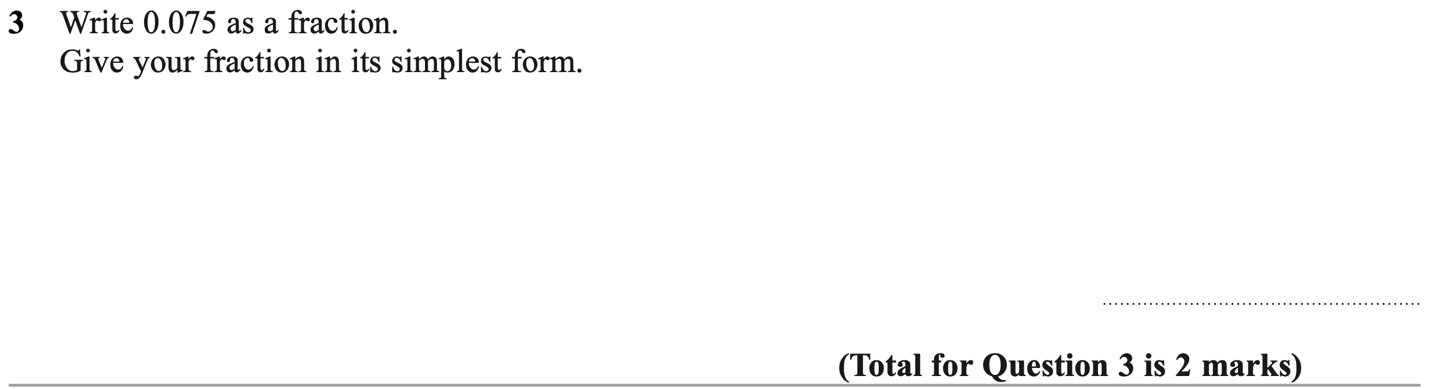 3 Write 0.075 as a fraction.
Give your fraction in its simplest form.
(Total for Question 3 is 2 marks)